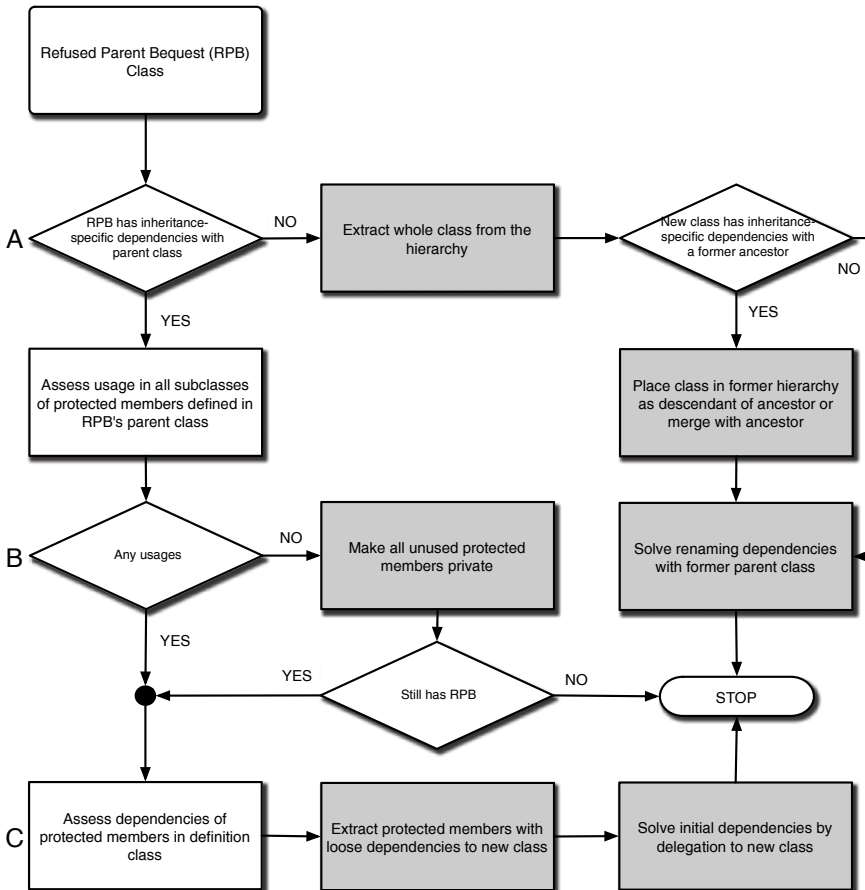 Refused Parent Bequest (RPB)
Class
A
RPB has inheritance-
specific dependencies with
parent class
NO
Extract whole class from the
hierarchy
New class has inheritance-
specific dependencies with
a former ancestor
NO
YES
YES
Assess usage in all subclasses
of protected members defined in
RPB's parent class
Place class in former hierarchy
as descendant of ancestor or
merge with ancestor
B
Any usages
NO
Make all unused protected
members private
Solve renaming dependencies
with former parent class
YES
YES
Still has RPB
NO
STOP
C
Assess dependencies of
protected members in definition
class
Extract protected members with
loose dependencies to new class
Solve initial dependencies by
delegation to new class